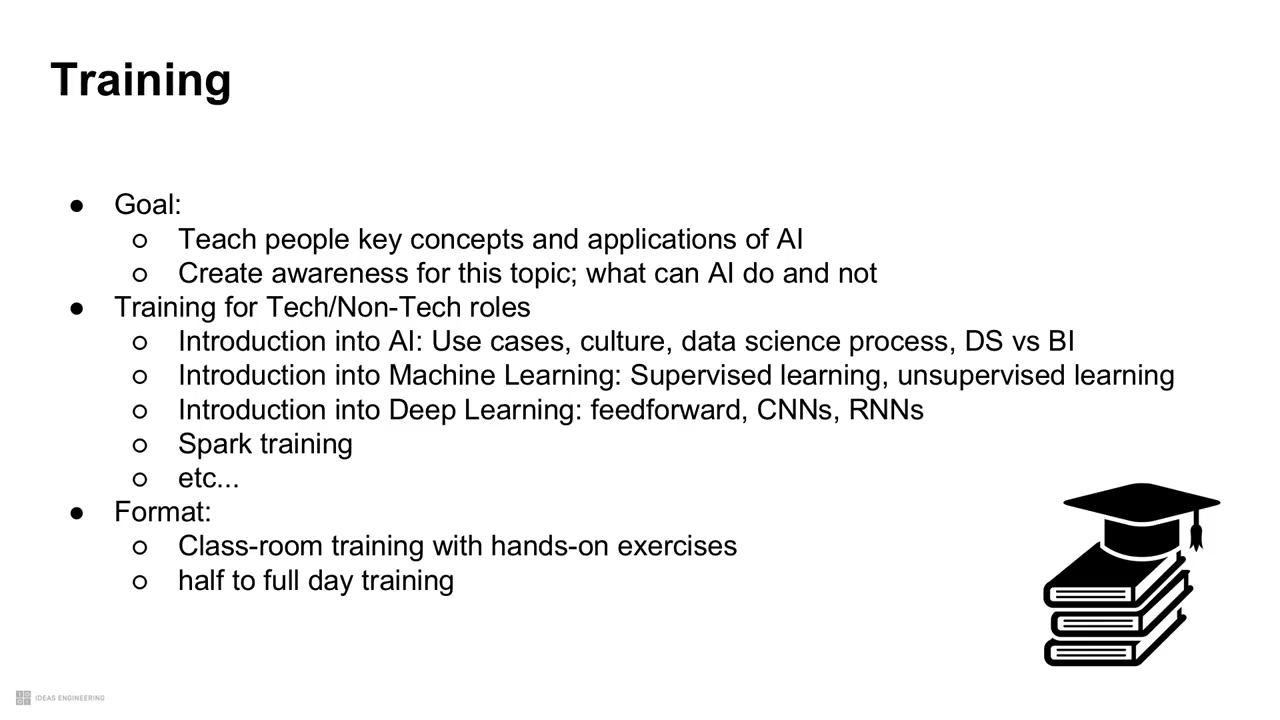 Training
● Goal:
○ Teach people key concepts and applications of AI
○ Create awareness for this topic; what can AI do and not
● Training for Tech/Non-Tech roles
○ Introduction into AI: Use cases, culture, data science process, DS vs BI
○ Introduction into Machine Learning: Supervised learning, unsupervised learning
○ Introduction into Deep Learning: feedforward, CNNs, RNNs
○ Spark training
○ etc...
● Format:
○ Class-room training with hands-on exercises
○ half to full day training
IDEAS ENGINEERING